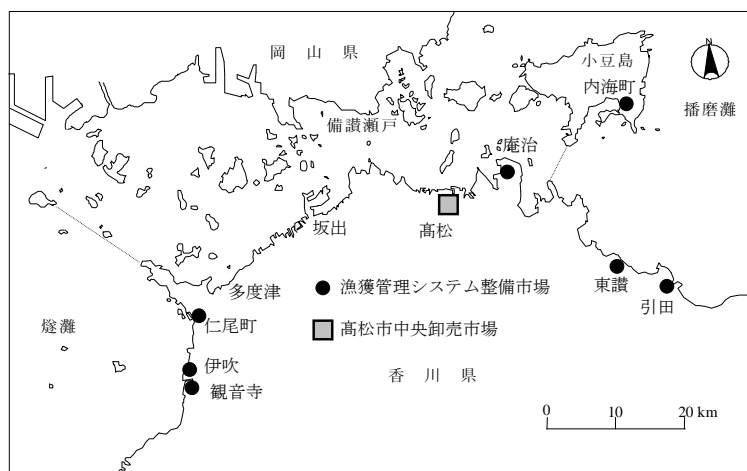 岡山県
小豆島
内海町
播磨灘
備讃瀬戸
庵治
坂出
髙松
多度津
漁獲管理システム整備市場
東讃
引田
燧灘
仁尾町
髙松市中央卸売市場
伊吹
観音寺
香川県
0 10 20 km
N